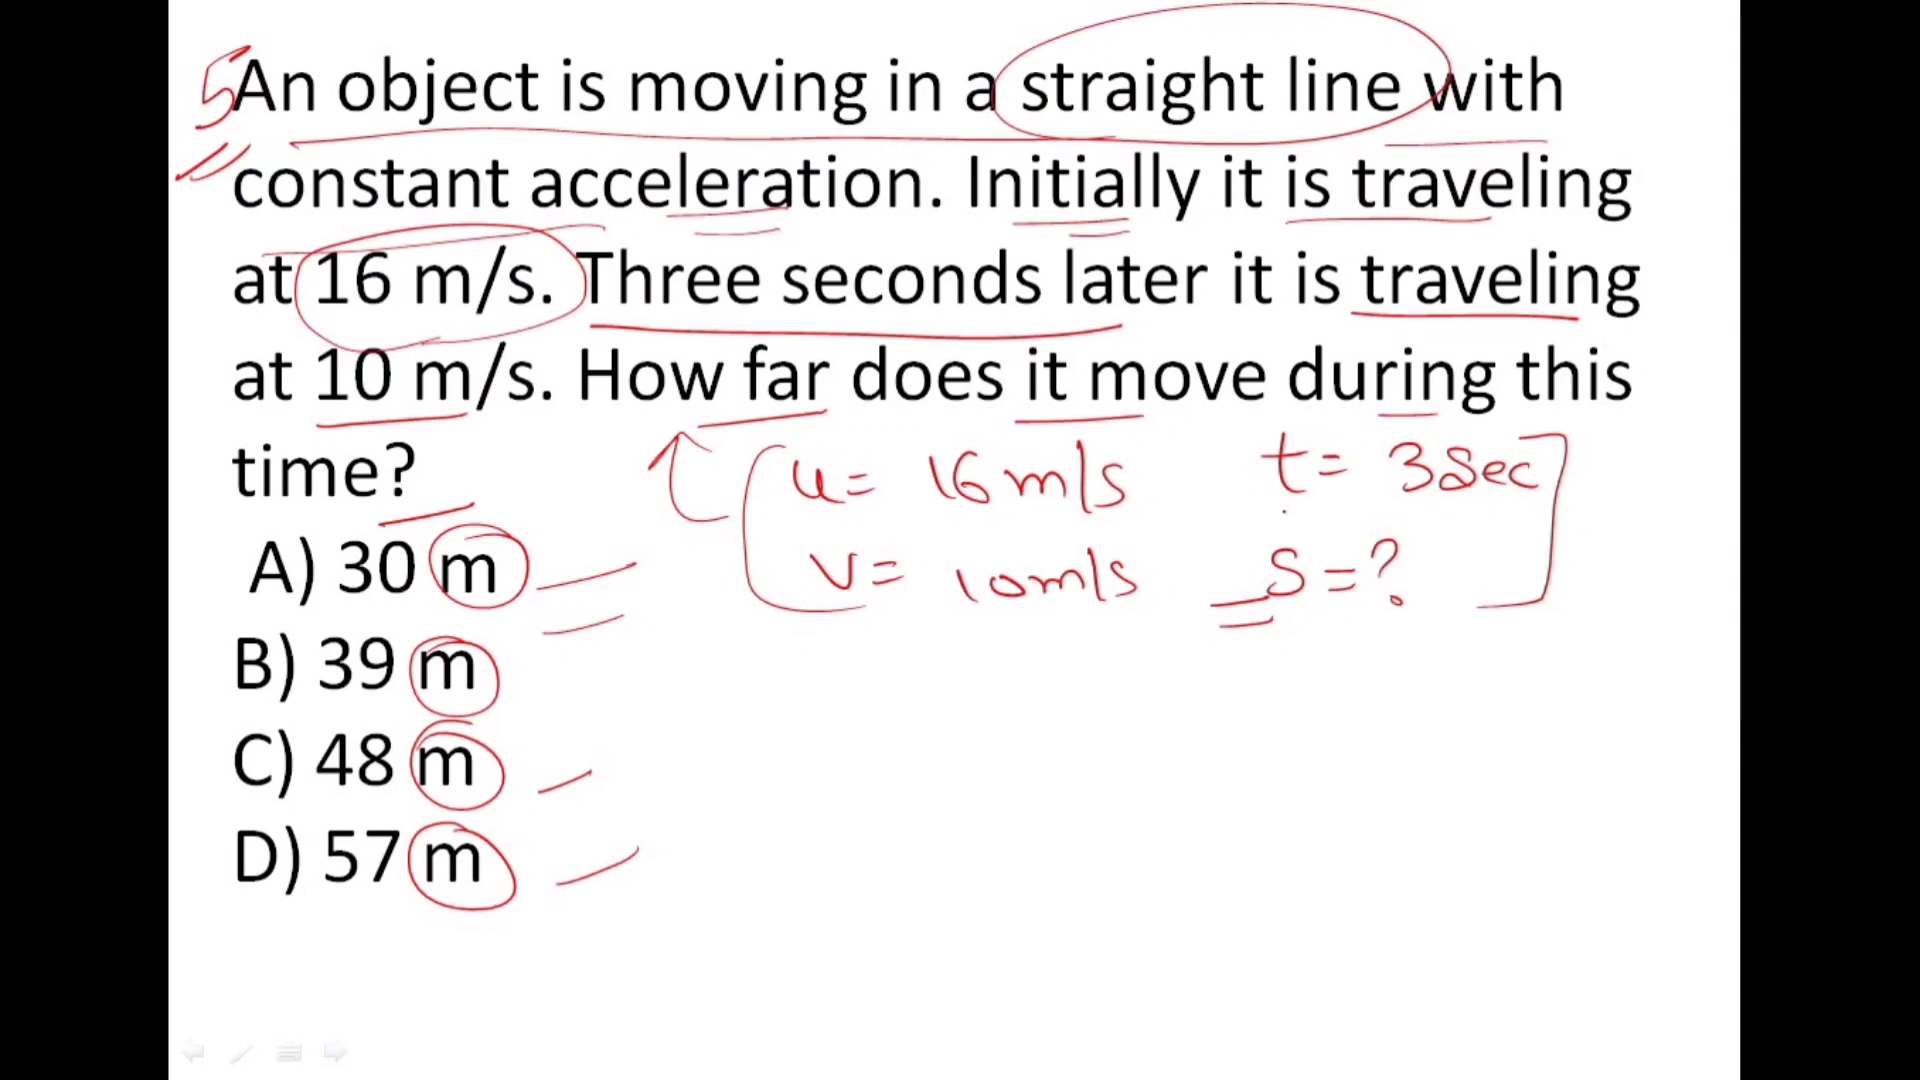 5 An object is moving in a straight line with
constant acceleration. Initially it is traveling
at 16 m/s. Three seconds later it is traveling
at 10 m/s. How far does it move during this
time?
u = 16 m/s t = 3 sec
A) 30 m
v = 10 m/s S = ?
B) 39 m
C) 48 m
D) 57 m